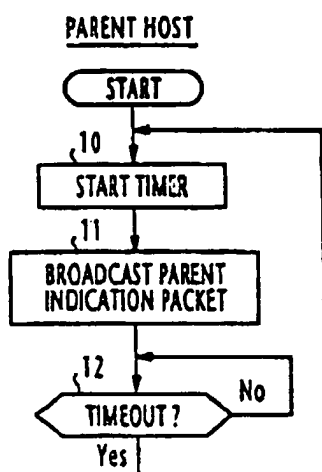 PARENT HOST
START
10
START TIMER
11
BROADCAST PARENT
INDICATION PACKET
12
TIMEOUT ?
No
Yes